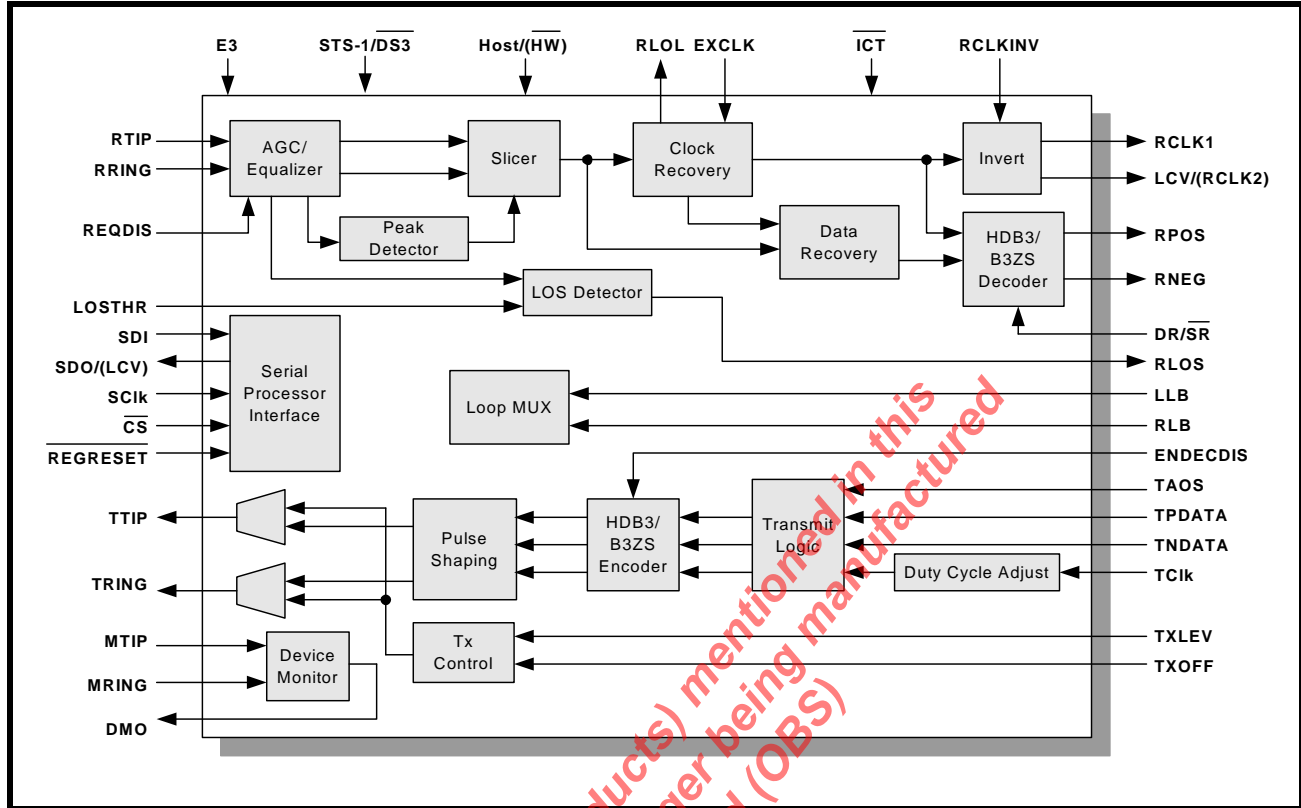 E3
STS-1/DS3
Host/(HW)
RLOL
EXCLK
ICT
RCLKINV
RTIP
RRING
REQDIS
LOSTHR
SDI
SDO/(LCV)
SClk
CS
REGRESET
TTIP
TRING
MTIP
MRING
DMO
AGC/
Equalizer
Slicer
Clock
Recovery
Invert
Peak
Detector
Data
Recovery
HDB3/
B3ZS
Decoder
LOS Detector
Serial
Processor
Interface
Loop MUX
Pulse
Shaping
HDB3/
B3ZS
Encoder
Transmit
Logic
Duty Cycle Adjust
Tx
Control
Device
Monitor
RCLK1
LCV/(RCLK2)
RPOS
RNEG
DR/SR
RLOS
LLB
RLB
ENDECDIS
TAOS
TPDATA
TNDATA
TClk
TXLEV
TXOFF
mentioned in this
being manufactured
(OBS)